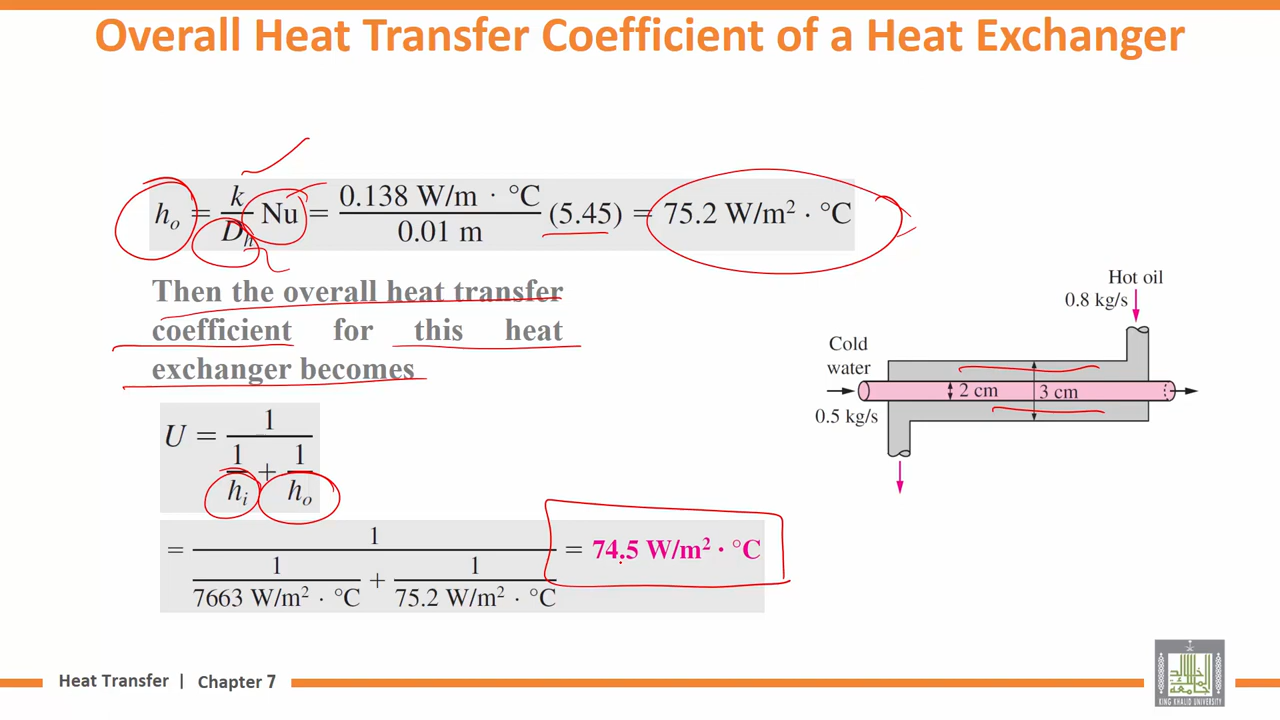 Overall Heat Transfer Coefficient of a Heat Exchanger
h_o = k/D_h Nu = 0.138 W/m · °C / 0.01 m (5.45) = 75.2 W/m² · °C
Then the overall heat transfer
coefficient for this heat
exchanger becomes
U = 1 / (1/h_i + 1/h_o)
= 1 / (1/7663 W/m² · °C + 1/75.2 W/m² · °C) = 74.5 W/m² · °C
Hot oil
0.8 kg/s
Cold
water
2 cm
3 cm
0.5 kg/s
Heat Transfer | Chapter 7
KING KHALID UNIVERSITY